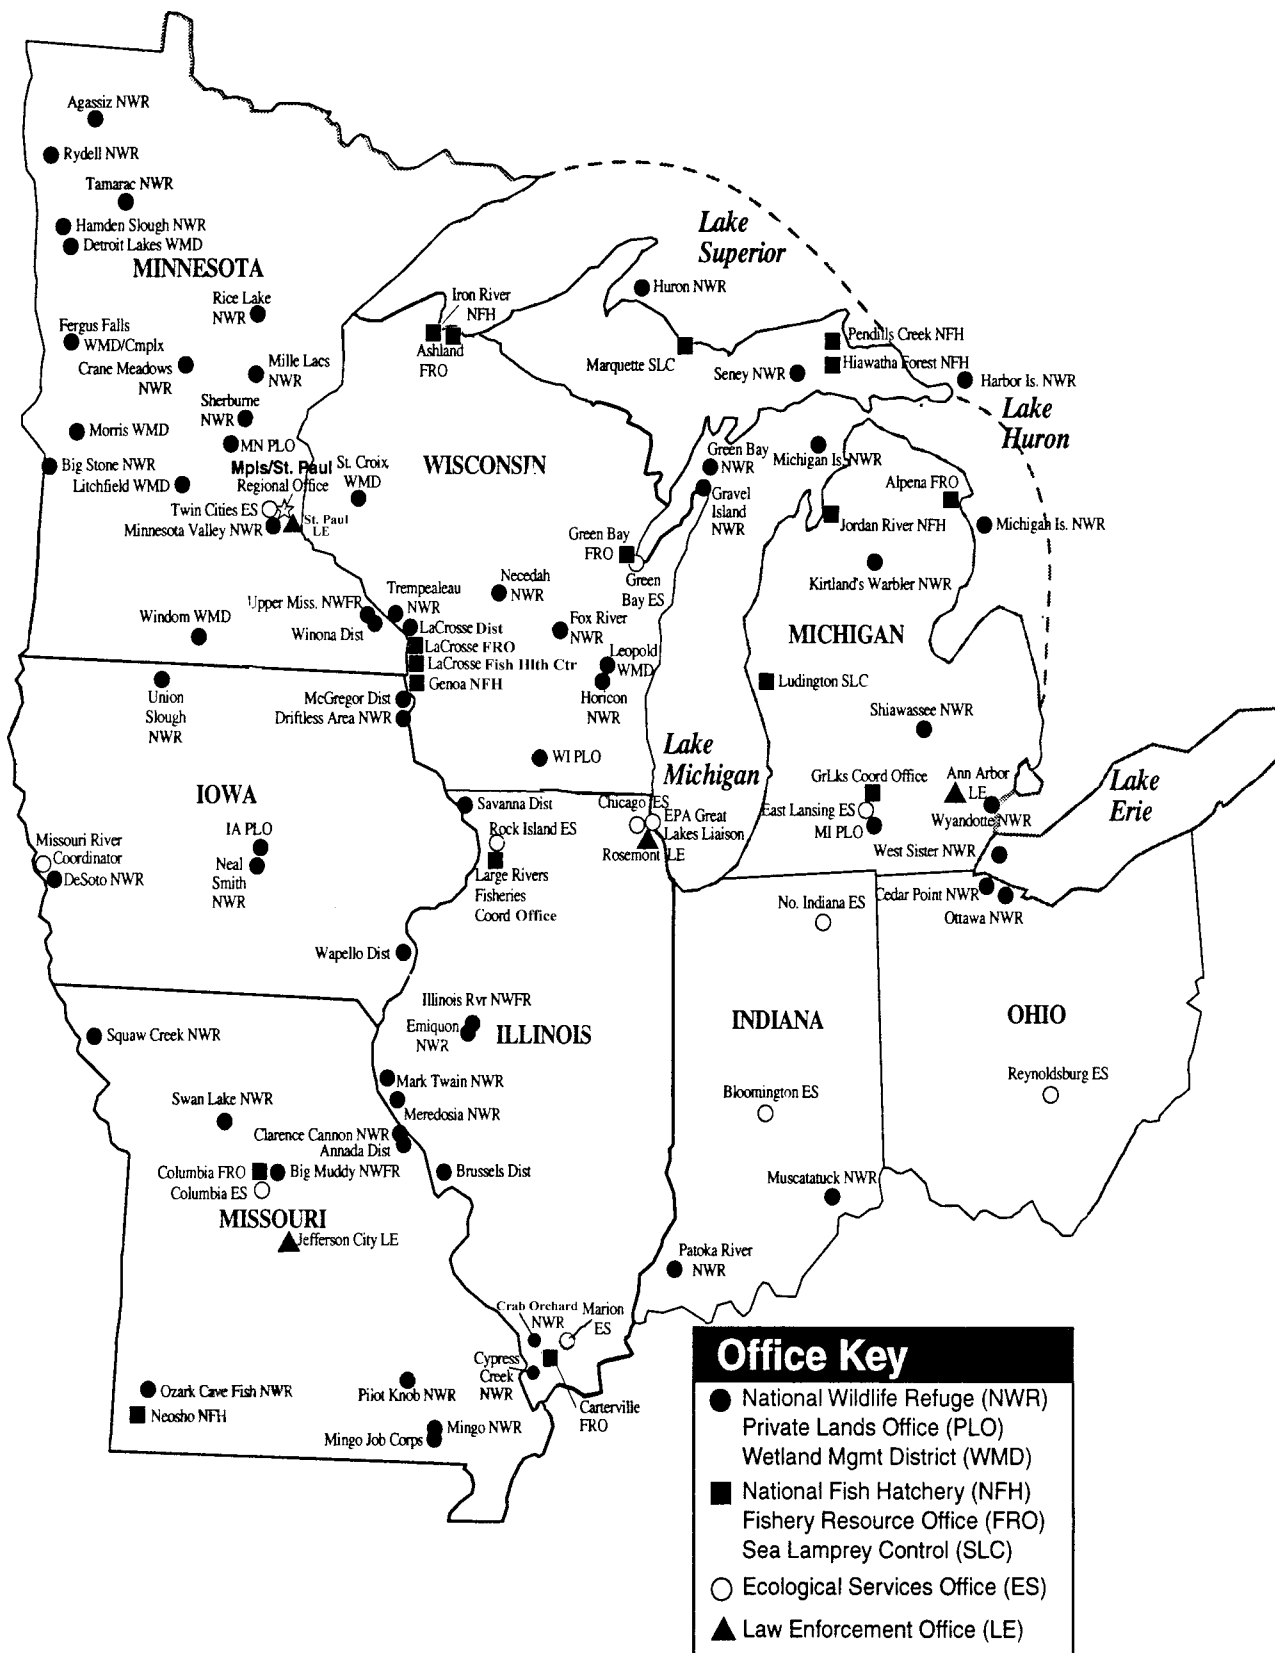 Agassiz NWR
Rydell NWR
Tamarac NWR
Hamden Slough NWR
Detroit Lakes WMD
MINNESOTA
Rice Lake
NWR
Fergus Falls
WMD/Cmplx
Crane Meadows
NWR
Mille Lacs
NWR
Sherburne
NWR
Morris WMD
MN PLO
Big Stone NWR
Litchfield WMD
Mpls/St. Paul
Regional Office
Twin Cities ES
Minnesota Valley NWR
St. Paul
LE
St. Croix
WMD
Windom WMD
Upper Miss. NWFR
Winona Dist
Lake
Superior
Huron NWR
Iron River
NFH
Ashland
FRO
Marquette SLC
Pendills Creek NFH
Hiawatha Forest NFH
Seney NWR
Harbor Is. NWR
Lake
Huron
WISCONSIN
Green Bay
NWR
Michigan Is. NWR
Gravel
Island
NWR
Alpena FRO
Jordan River NFH
Michigan Is. NWR
Kirtland's Warbler NWR
Green Bay
FRO
Green
Bay ES
Necedah
NWR
Trempealeau
NWR
LaCrosse Dist
LaCrosse FRO
LaCrosse Fish Hlth Ctr
Genoa NFH
Fox River
NWR
Leopold
WMD
Horicon
NWR
MICHIGAN
Ludington SLC
Shiawassee NWR
Union
Slough
NWR
McGregor Dist
Driftless Area NWR
WI PLO
Lake
Michigan
GrLks Coord Office
East Lansing ES
MI PLO
Ann Arbor
LE
Wyandotte NWR
West Sister NWR
Lake
Erie
Cedar Point NWR
Ottawa NWR
IOWA
IA PLO
Neal
Smith
NWR
Missouri River
Coordinator
DeSoto NWR
Savanna Dist
Rock Island ES
Large Rivers
Fisheries
Coord Office
Chicago ES
EPA Great
Lakes Liaison
Rosemont LE
No. Indiana ES
Wapello Dist
Illinois Rvr NWFR
Emiquon
NWR
ILLINOIS
INDIANA
OHIO
Squaw Creek NWR
Mark Twain NWR
Meredosia NWR
Swan Lake NWR
Clarence Cannon NWR
Annada Dist
Columbia FRO
Big Muddy NWFR
Columbia ES
Brussels Dist
MISSOURI
Jefferson City LE
Bloomington ES
Reynoldsburg ES
Muscatatuck NWR
Patoka River
NWR
Crab Orchard
NWR
Marion
ES
Cypress
Creek
NWR
Carterville
FRO
Ozark Cave Fish NWR
Neosho NFH
Pilot Knob NWR
Mingo NWR
Mingo Job Corps
Office Key
National Wildlife Refuge (NWR)
Private Lands Office (PLO)
Wetland Mgmt District (WMD)
National Fish Hatchery (NFH)
Fishery Resource Office (FRO)
Sea Lamprey Control (SLC)
Ecological Services Office (ES)
Law Enforcement Office (LE)